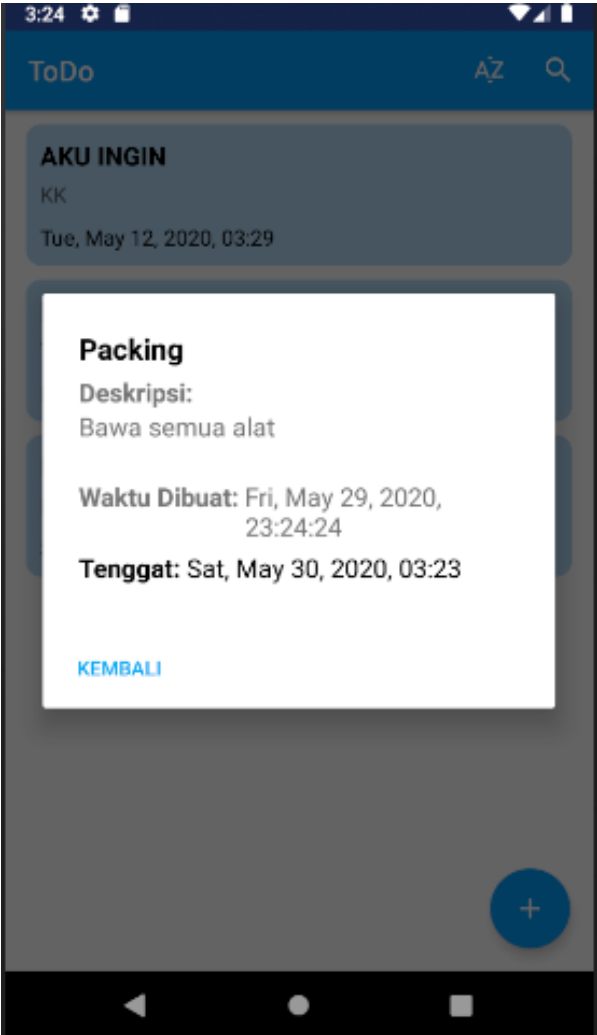 3:24
ToDo
AZ
AKU INGIN
KK
Tue, May 12, 2020, 03:29
Packing
Deskripsi:
Bawa semua alat
Waktu Dibuat: Fri, May 29, 2020,
23:24:24
Tenggat: Sat, May 30, 2020, 03:23
KEMBALI
+